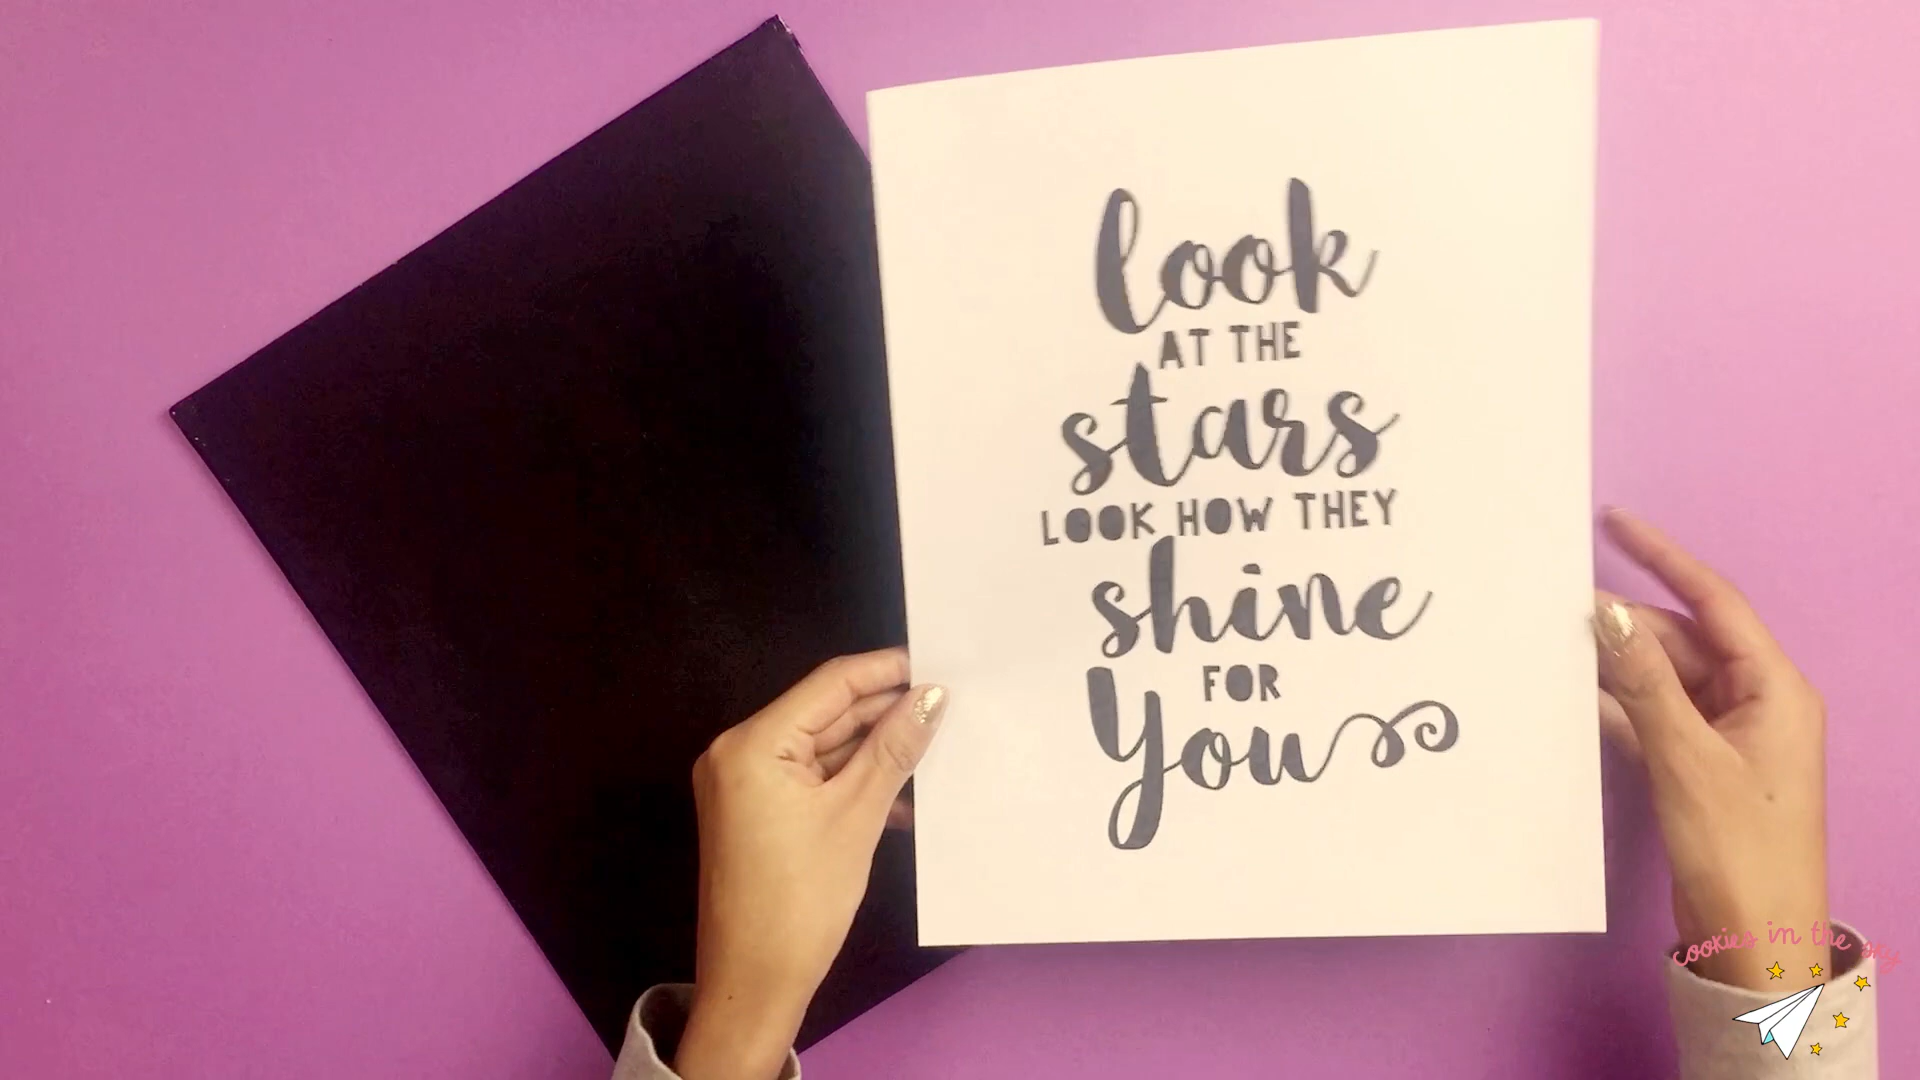 look
AT THE
stars
LOOK HOW THEY
shine
FOR
You
cookies in the sky